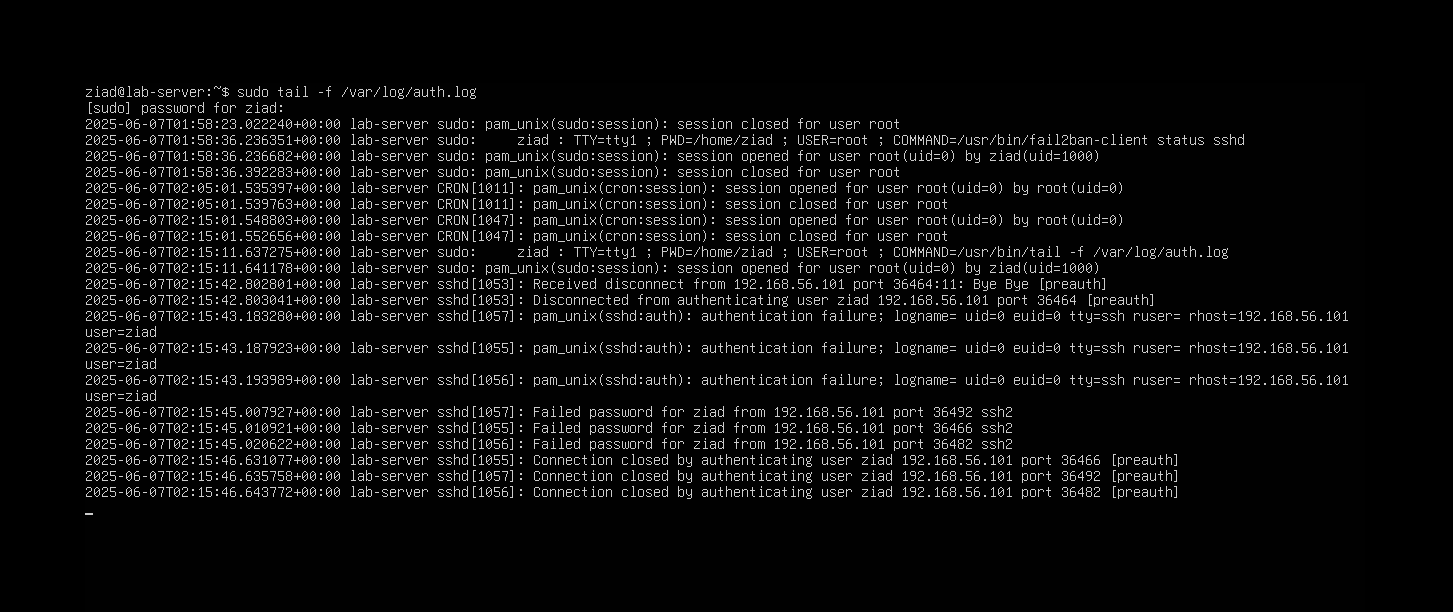 ziad@lab-server:~$ sudo tail -f /var/log/auth.log
[sudo] password for ziad:
2025-06-07T01:58:23.022240+00:00 lab-server sudo: pam_unix(sudo:session): session closed for user root
2025-06-07T01:58:36.236351+00:00 lab-server sudo:     ziad : TTY=tty1 ; PWD=/home/ziad ; USER=root ; COMMAND=/usr/bin/fail2ban-client status sshd
2025-06-07T01:58:36.236682+00:00 lab-server sudo: pam_unix(sudo:session): session opened for user root(uid=0) by ziad(uid=1000)
2025-06-07T01:58:36.392283+00:00 lab-server sudo: pam_unix(sudo:session): session closed for user root
2025-06-07T02:05:01.535397+00:00 lab-server CRON[1011]: pam_unix(cron:session): session opened for user root(uid=0) by root(uid=0)
2025-06-07T02:05:01.539763+00:00 lab-server CRON[1011]: pam_unix(cron:session): session closed for user root
2025-06-07T02:15:01.548803+00:00 lab-server CRON[1047]: pam_unix(cron:session): session opened for user root(uid=0) by root(uid=0)
2025-06-07T02:15:01.552656+00:00 lab-server CRON[1047]: pam_unix(cron:session): session closed for user root
2025-06-07T02:15:11.637275+00:00 lab-server sudo:     ziad : TTY=tty1 ; PWD=/home/ziad ; USER=root ; COMMAND=/usr/bin/tail -f /var/log/auth.log
2025-06-07T02:15:11.641178+00:00 lab-server sudo: pam_unix(sudo:session): session opened for user root(uid=0) by ziad(uid=1000)
2025-06-07T02:15:42.802801+00:00 lab-server sshd[1053]: Received disconnect from 192.168.56.101 port 36464:11: Bye Bye [preauth]
2025-06-07T02:15:42.803041+00:00 lab-server sshd[1053]: Disconnected from authenticating user ziad 192.168.56.101 port 36464 [preauth]
2025-06-07T02:15:43.183280+00:00 lab-server sshd[1057]: pam_unix(sshd:auth): authentication failure; logname= uid=0 euid=0 tty=ssh ruser= rhost=192.168.56.101
user=ziad
2025-06-07T02:15:43.187923+00:00 lab-server sshd[1055]: pam_unix(sshd:auth): authentication failure; logname= uid=0 euid=0 tty=ssh ruser= rhost=192.168.56.101
user=ziad
2025-06-07T02:15:43.193989+00:00 lab-server sshd[1056]: pam_unix(sshd:auth): authentication failure; logname= uid=0 euid=0 tty=ssh ruser= rhost=192.168.56.101
user=ziad
2025-06-07T02:15:45.007927+00:00 lab-server sshd[1057]: Failed password for ziad from 192.168.56.101 port 36492 ssh2
2025-06-07T02:15:45.010921+00:00 lab-server sshd[1055]: Failed password for ziad from 192.168.56.101 port 36466 ssh2
2025-06-07T02:15:45.020622+00:00 lab-server sshd[1056]: Failed password for ziad from 192.168.56.101 port 36482 ssh2
2025-06-07T02:15:46.631077+00:00 lab-server sshd[1055]: Connection closed by authenticating user ziad 192.168.56.101 port 36466 [preauth]
2025-06-07T02:15:46.635758+00:00 lab-server sshd[1057]: Connection closed by authenticating user ziad 192.168.56.101 port 36492 [preauth]
2025-06-07T02:15:46.643772+00:00 lab-server sshd[1056]: Connection closed by authenticating user ziad 192.168.56.101 port 36482 [preauth]